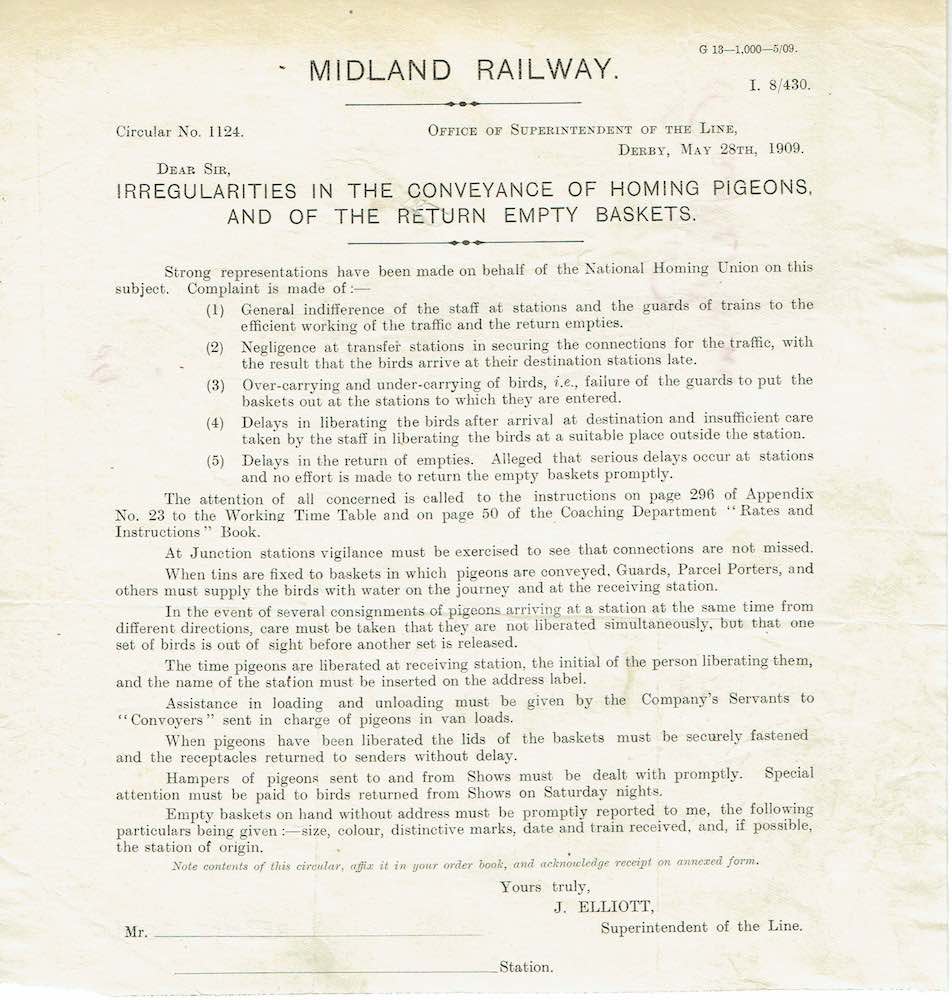 G 13—1,000—5/09.
MIDLAND RAILWAY.
I. 8/430.
Circular No. 1124.
Office of Superintendent of the Line,
Derby, May 28th, 1909.
Dear Sir,
IRREGULARITIES IN THE CONVEYANCE OF HOMING PIGEONS,
AND OF THE RETURN EMPTY BASKETS.
Strong representations have been made on behalf of the National Homing Union on this
subject. Complaint is made of :—
(1) General indifference of the staff at stations and the guards of trains to the
efficient working of the traffic and the return empties.
(2) Negligence at transfer stations in securing the connections for the traffic, with
the result that the birds arrive at their destination stations late.
(3) Over-carrying and under-carrying of birds, i.e., failure of the guards to put the
baskets out at the stations to which they are entered.
(4) Delays in liberating the birds after arrival at destination and insufficient care
taken by the staff in liberating the birds at a suitable place outside the station.
(5) Delays in the return of empties. Alleged that serious delays occur at stations
and no effort is made to return the empty baskets promptly.
The attention of all concerned is called to the instructions on page 296 of Appendix
No. 23 to the Working Time Table and on page 50 of the Coaching Department "Rates and
Instructions" Book.
At Junction stations vigilance must be exercised to see that connections are not missed.
When tins are fixed to baskets in which pigeons are conveyed, Guards, Parcel Porters, and
others must supply the birds with water on the journey and at the receiving station.
In the event of several consignments of pigeons arriving at a station at the same time from
different directions, care must be taken that they are not liberated simultaneously, but that one
set of birds is out of sight before another set is released.
The time pigeons are liberated at receiving station, the initial of the person liberating them,
and the name of the station must be inserted on the address label.
Assistance in loading and unloading must be given by the Company's Servants to
"Convoyers" sent in charge of pigeons in van loads.
When pigeons have been liberated the lids of the baskets must be securely fastened
and the receptacles returned to senders without delay.
Hampers of pigeons sent to and from Shows must be dealt with promptly. Special
attention must be paid to birds returned from Shows on Saturday nights.
Empty baskets on hand without address must be promptly reported to me, the following
particulars being given :—size, colour, distinctive marks, date and train received, and, if possible,
the station of origin.
Note contents of this circular, affix it in your order book, and acknowledge receipt on annexed form.
Yours truly,
J. ELLIOTT,
Superintendent of the Line.
Mr.
Station.